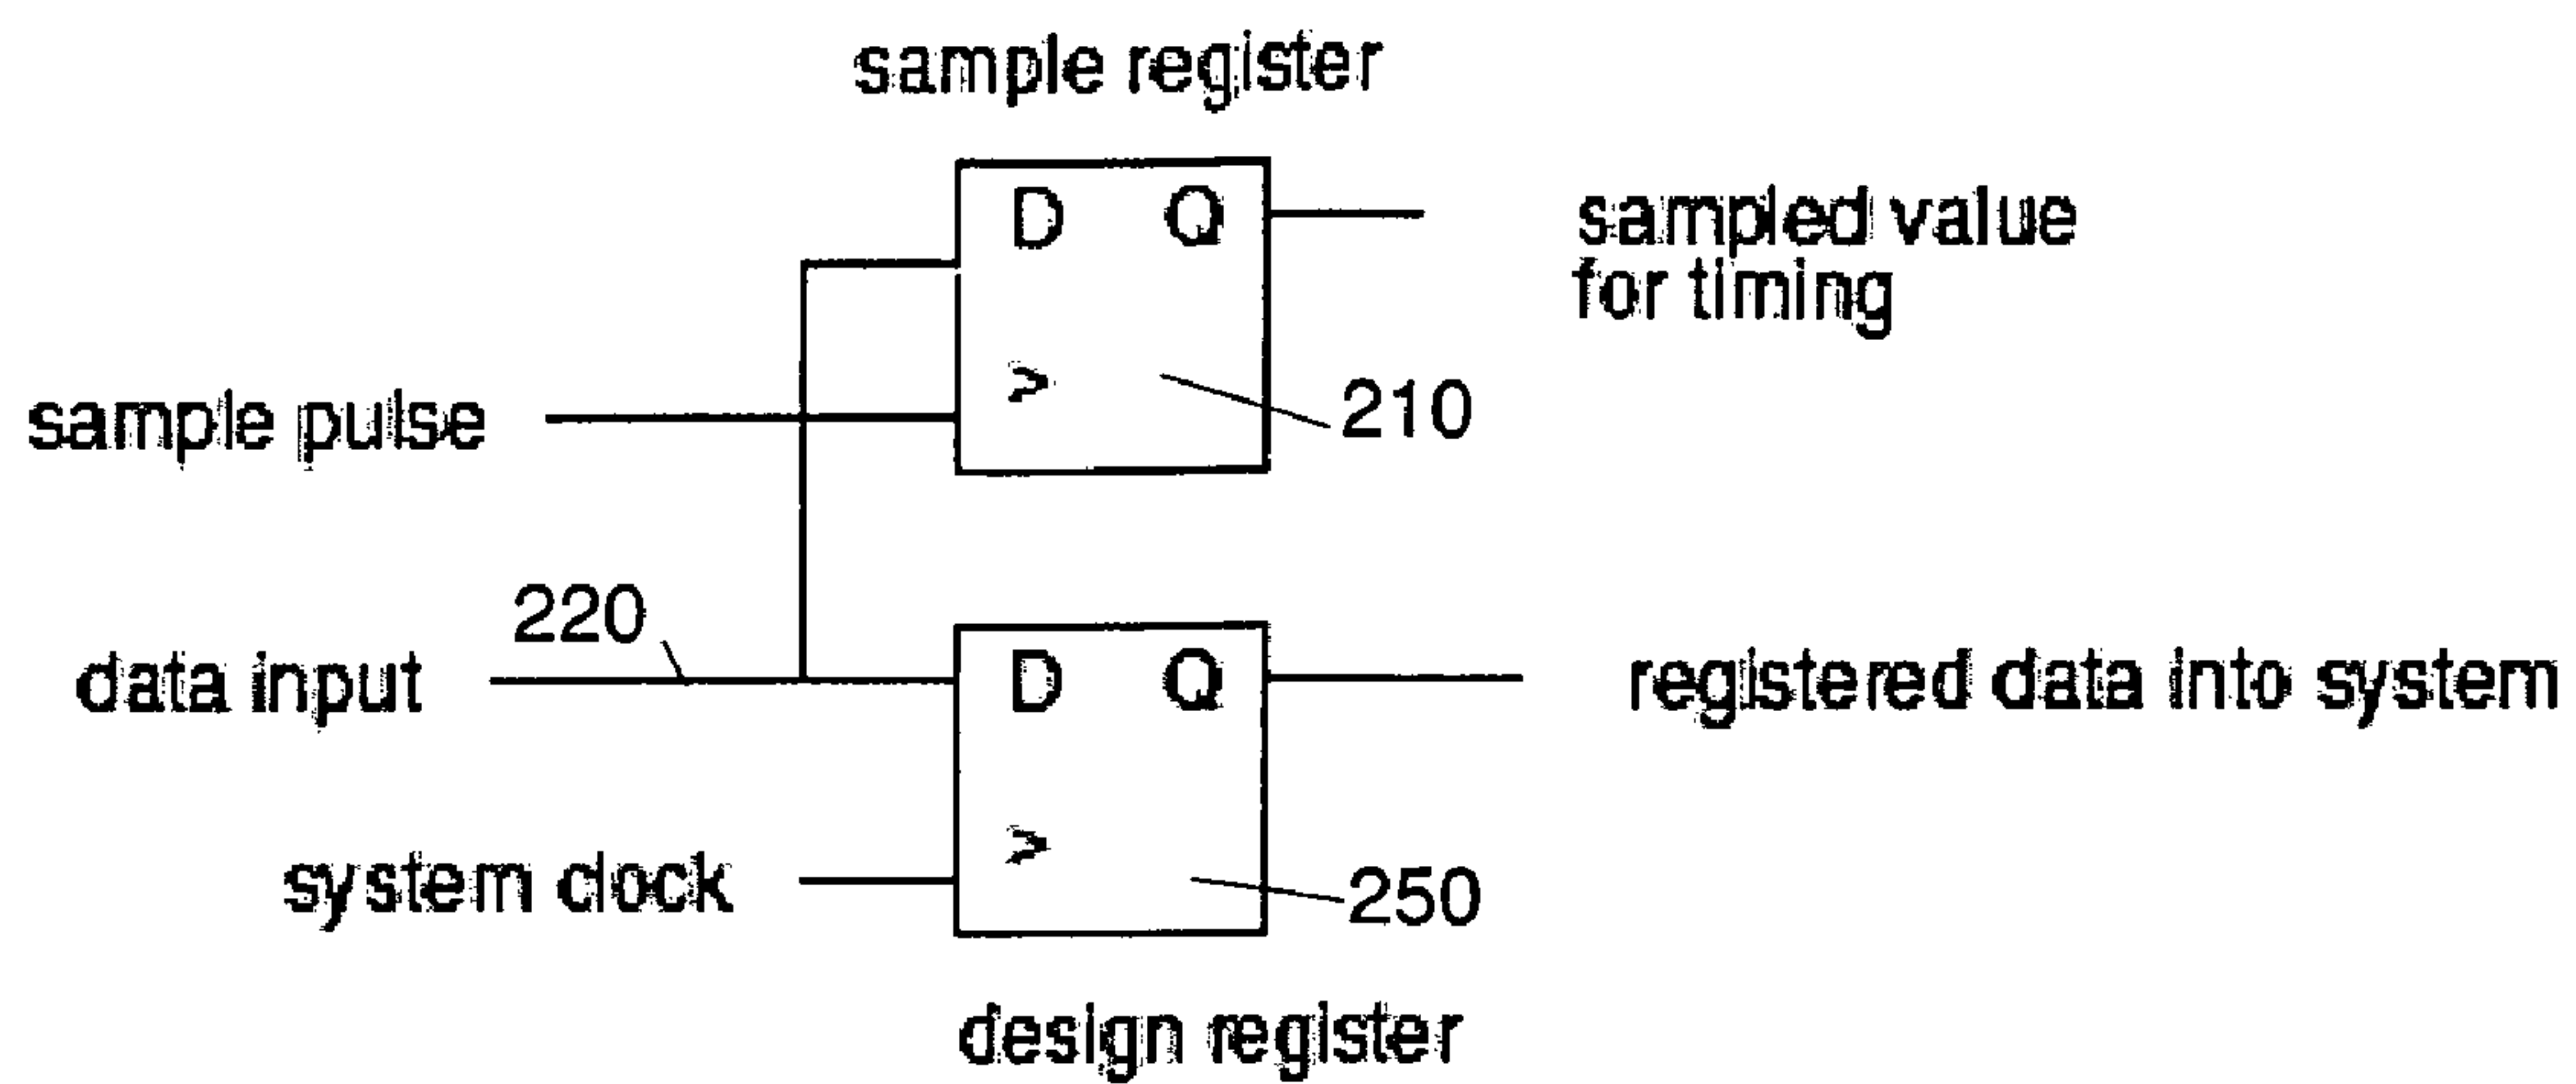 sample register
D Q
sampled value
for timing
>
210
sample pulse
220
data input
D Q
registered data into system
>
system clock
250
design register